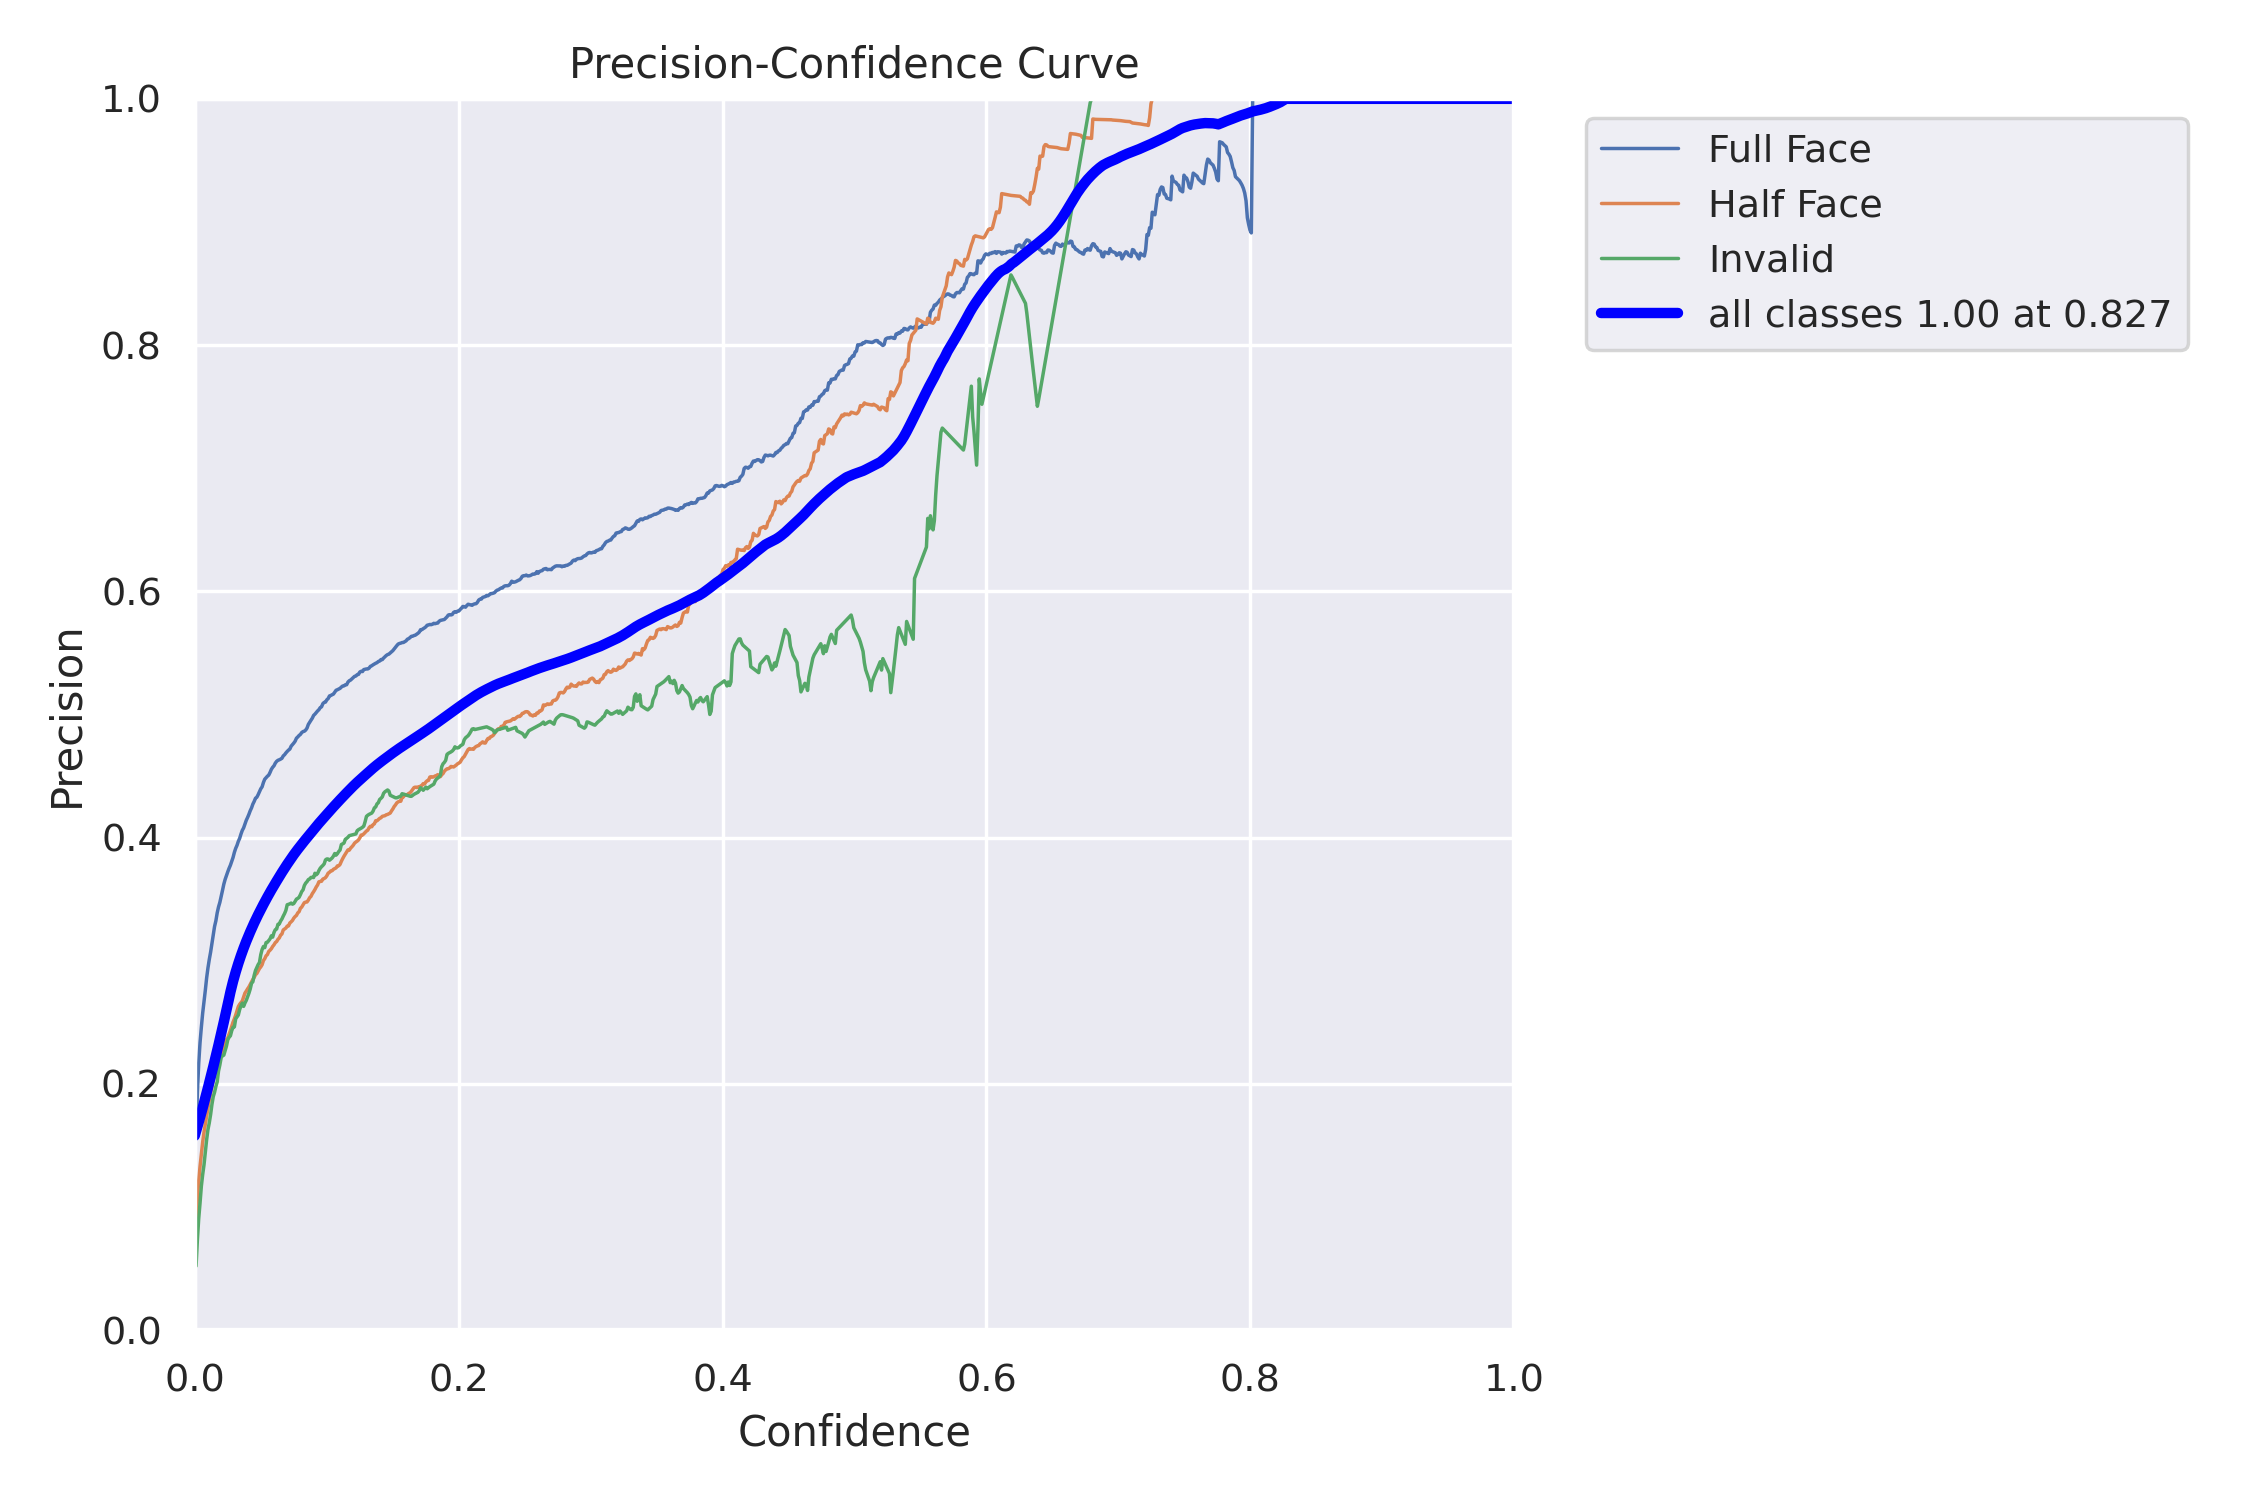 Precision-Confidence Curve
1.0
0.8
0.6
0.4
0.2
0.0
Precision
0.0 0.2 0.4 0.6 0.8 1.0
Confidence
Full Face
Half Face
Invalid
all classes 1.00 at 0.827